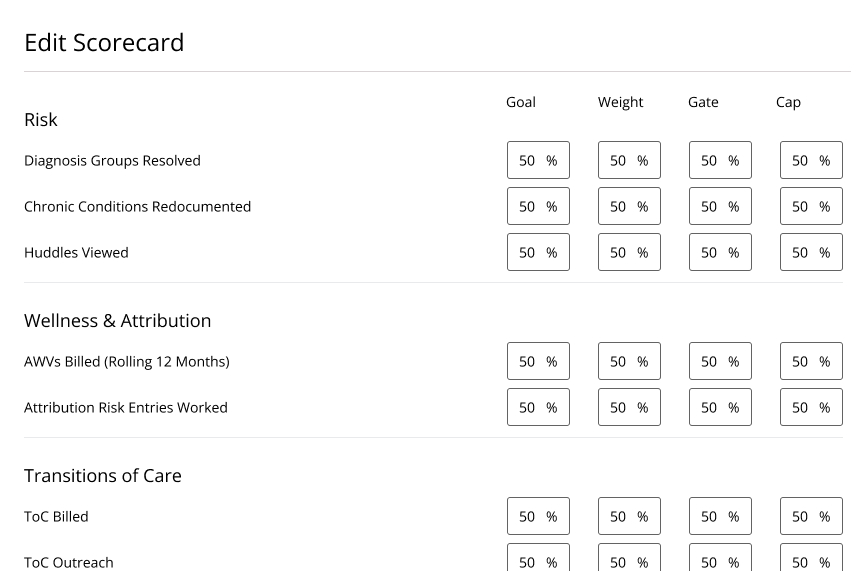 Edit Scorecard
Goal Weight Gate Cap
Risk
Diagnosis Groups Resolved 50 % 50 % 50 % 50 %
Chronic Conditions Redocumented 50 % 50 % 50 % 50 %
Huddles Viewed 50 % 50 % 50 % 50 %
Wellness & Attribution
AWVs Billed (Rolling 12 Months) 50 % 50 % 50 % 50 %
Attribution Risk Entries Worked 50 % 50 % 50 % 50 %
Transitions of Care
ToC Billed 50 % 50 % 50 % 50 %
ToC Outreach 50 % 50 % 50 % 50 %